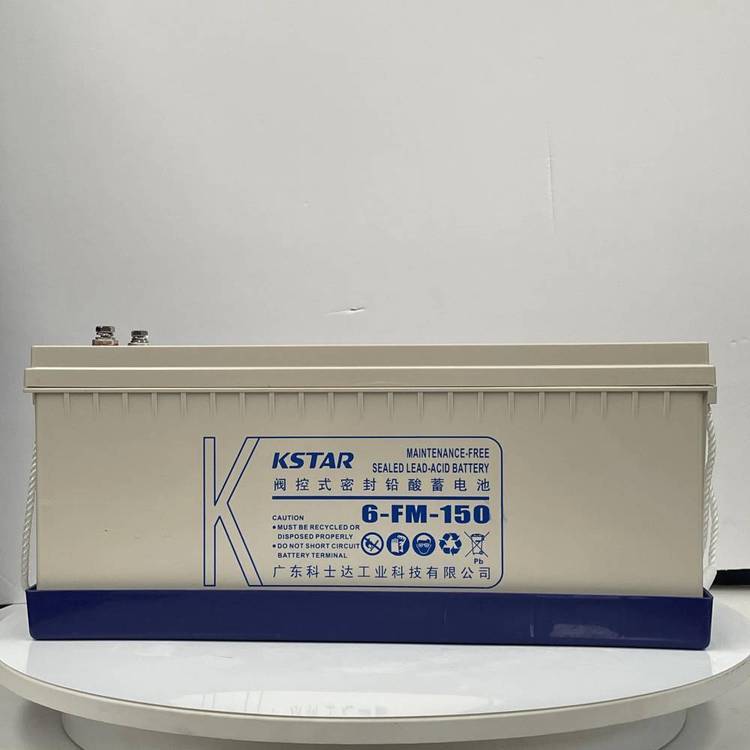 K
KSTAR
MAINTENANCE-FREE
SEALED LEAD-ACID BATTERY
阀控式密封铅酸蓄电池
6-FM-150
CAUTION
●MUST BE RECYCLED OR
DISPOSED PROPERLY
●DO NOT SHORT CIRCUIT
BATTERY TERMINAL
Pb
广东科士达工业科技有限公司